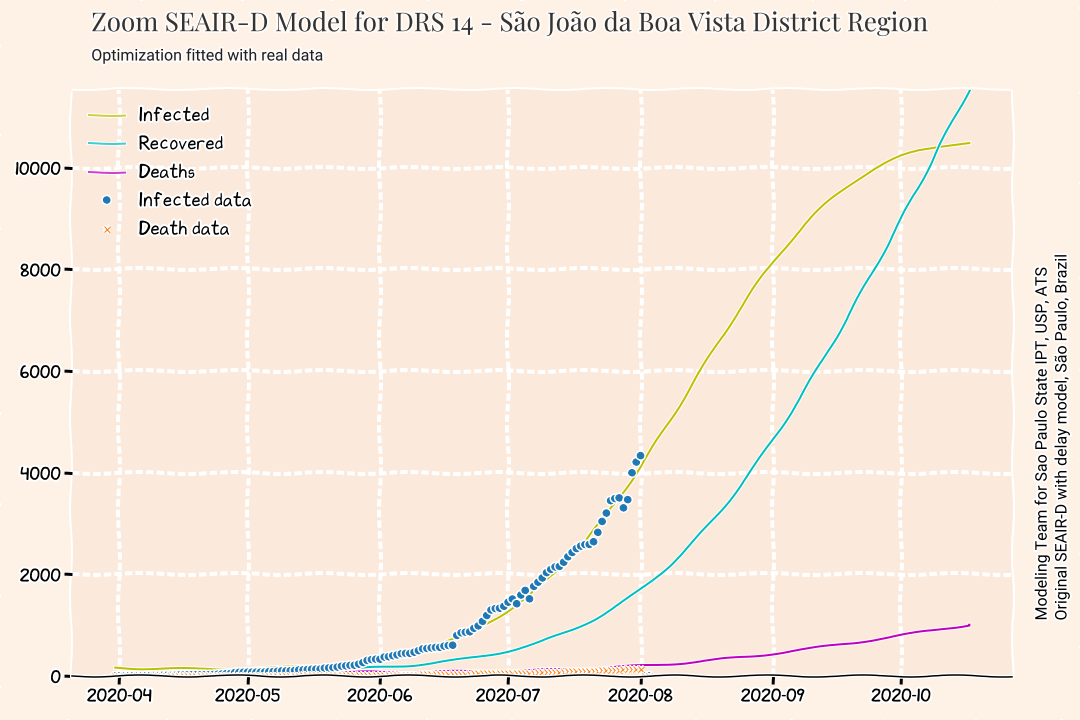 Zoom SEAIR-D Model for DRS 14 - São João da Boa Vista District Region
Optimization fitted with real data
Infected
Recovered
Deaths
Infected data
Death data
10000
8000
6000
4000
2000
0
2020-04
2020-05
2020-06
2020-07
2020-08
2020-09
2020-10
Modeling Team for Sao Paulo State IPT, USP, ATS
Original SEAIR-D with delay model, São Paulo, Brazil